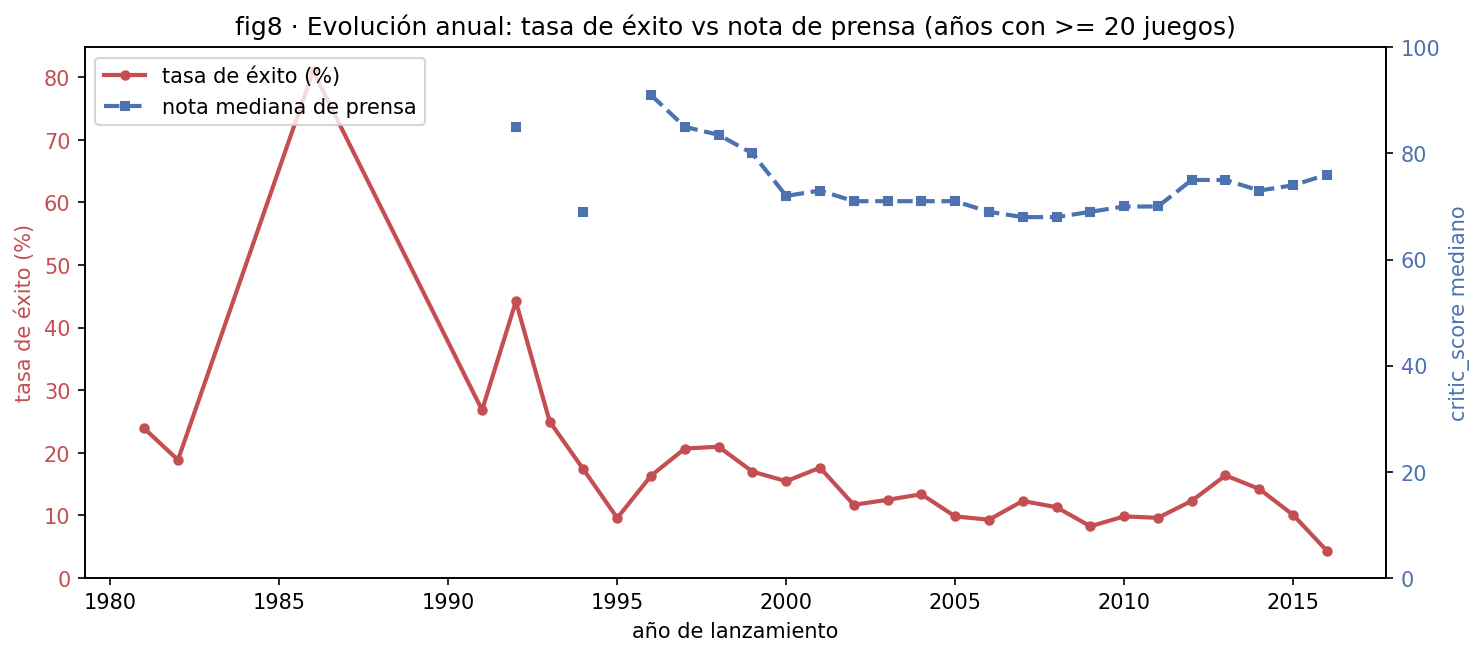 fig8 · Evolución anual: tasa de éxito vs nota de prensa (años con >= 20 juegos)
tasa de éxito (%)
nota mediana de prensa
tasa de éxito (%)
80
70
60
50
40
30
20
10
0
100
80
60
40
20
0
critic_score mediano
1980 1985 1990 1995 2000 2005 2010 2015
año de lanzamiento